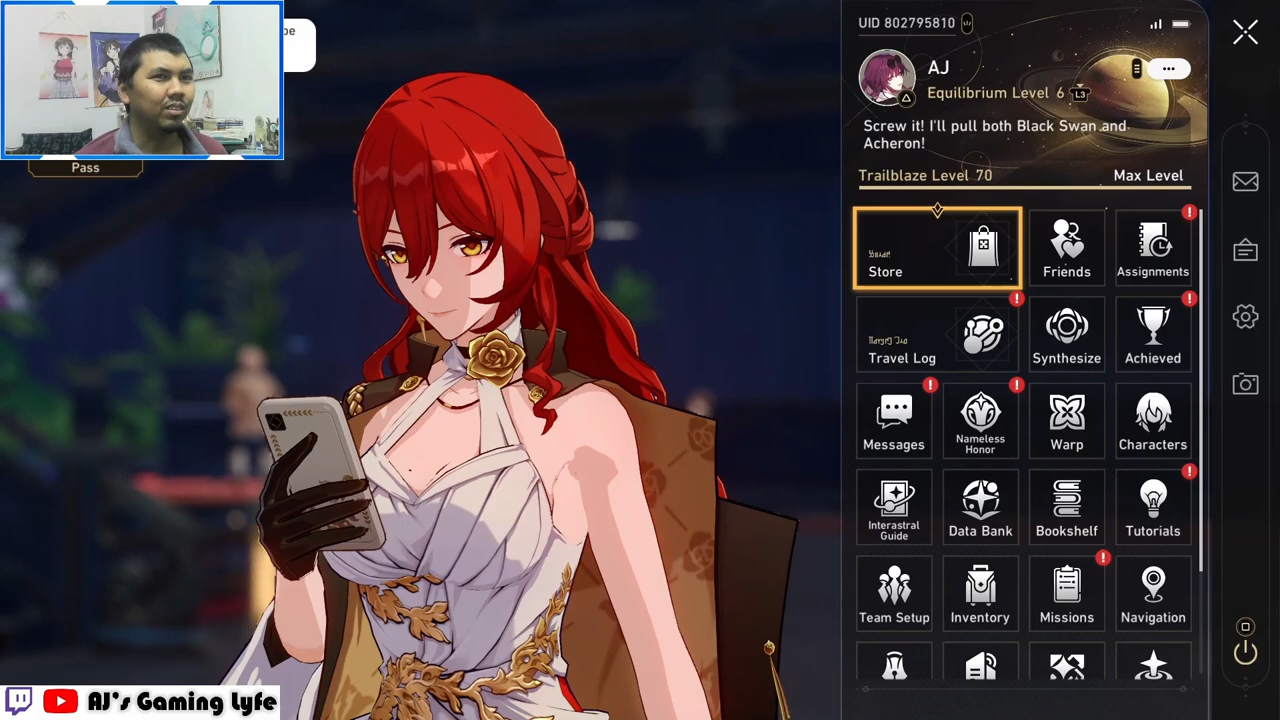 be
Pass
UID 802795810
AJ
Equilibrium Level 6
L3
Screw it! I'll pull both Black Swan and
Acheron!
Trailblaze Level 70
Max Level
Store
Friends
Assignments
Travel Log
Synthesize
Achieved
Messages
Nameless
Honor
Warp
Characters
Interastral
Guide
Data Bank
Bookshelf
Tutorials
Team Setup
Inventory
Missions
Navigation
AJ's Gaming Lyfe